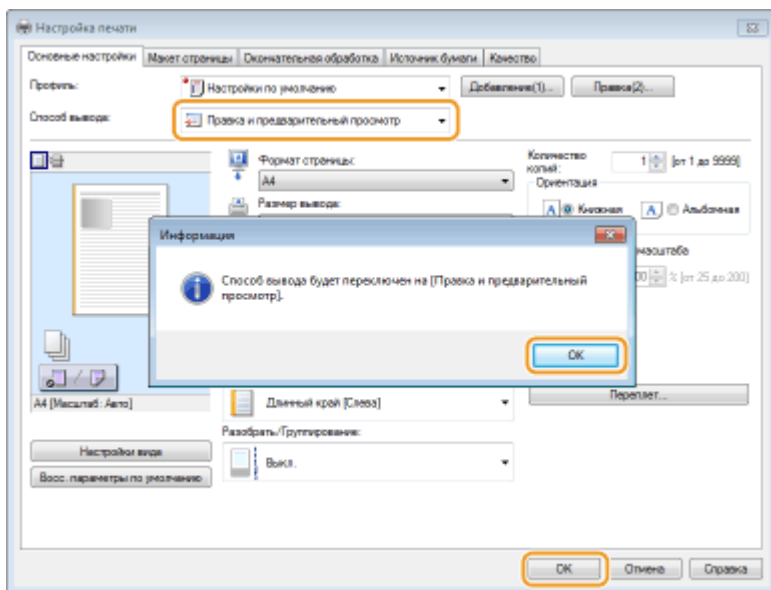 Настройка печати
Основные настройки Макет страницы Окончательная обработка Источник бумаги Качество
Профиль: Настройки по умолчанию Добавление(1)... Правка(2)...
Способ вывода: Правка и предварительный просмотр
Формат страницы: Количество копий: 1 [от 1 до 9999]
A4 Ориентация
Размер вывода: A Книжная A Альбомная
Информация
масштаба
Способ вывода будет переключен на [Правка и предварительный
просмотр].
00 % [от 25 до 200]
OK
A4 [Масштаб: Авто] Длинный край [Слева] Переплет...
Разобрать/Группирование:
Настройки вида Выкл.
Восс. параметры по умолчанию
OK Отмена Справка